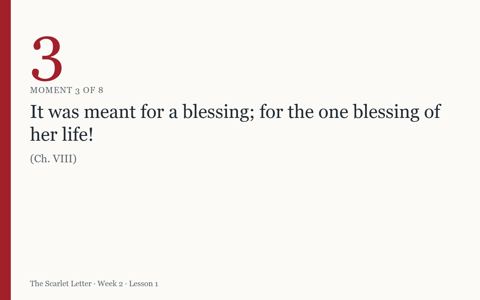 3
MOMENT 3 OF 8
It was meant for a blessing; for the one blessing of
her life!
(Ch. VIII)
The Scarlet Letter · Week 2 · Lesson 1